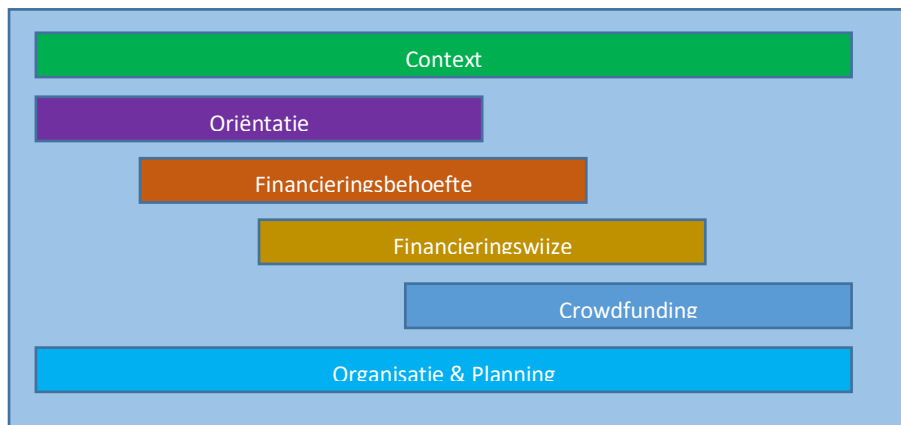 Context
Oriëntatie
Financieringsbehoefte
Financieringswijze
Crowdfunding
Organisatie & Planning